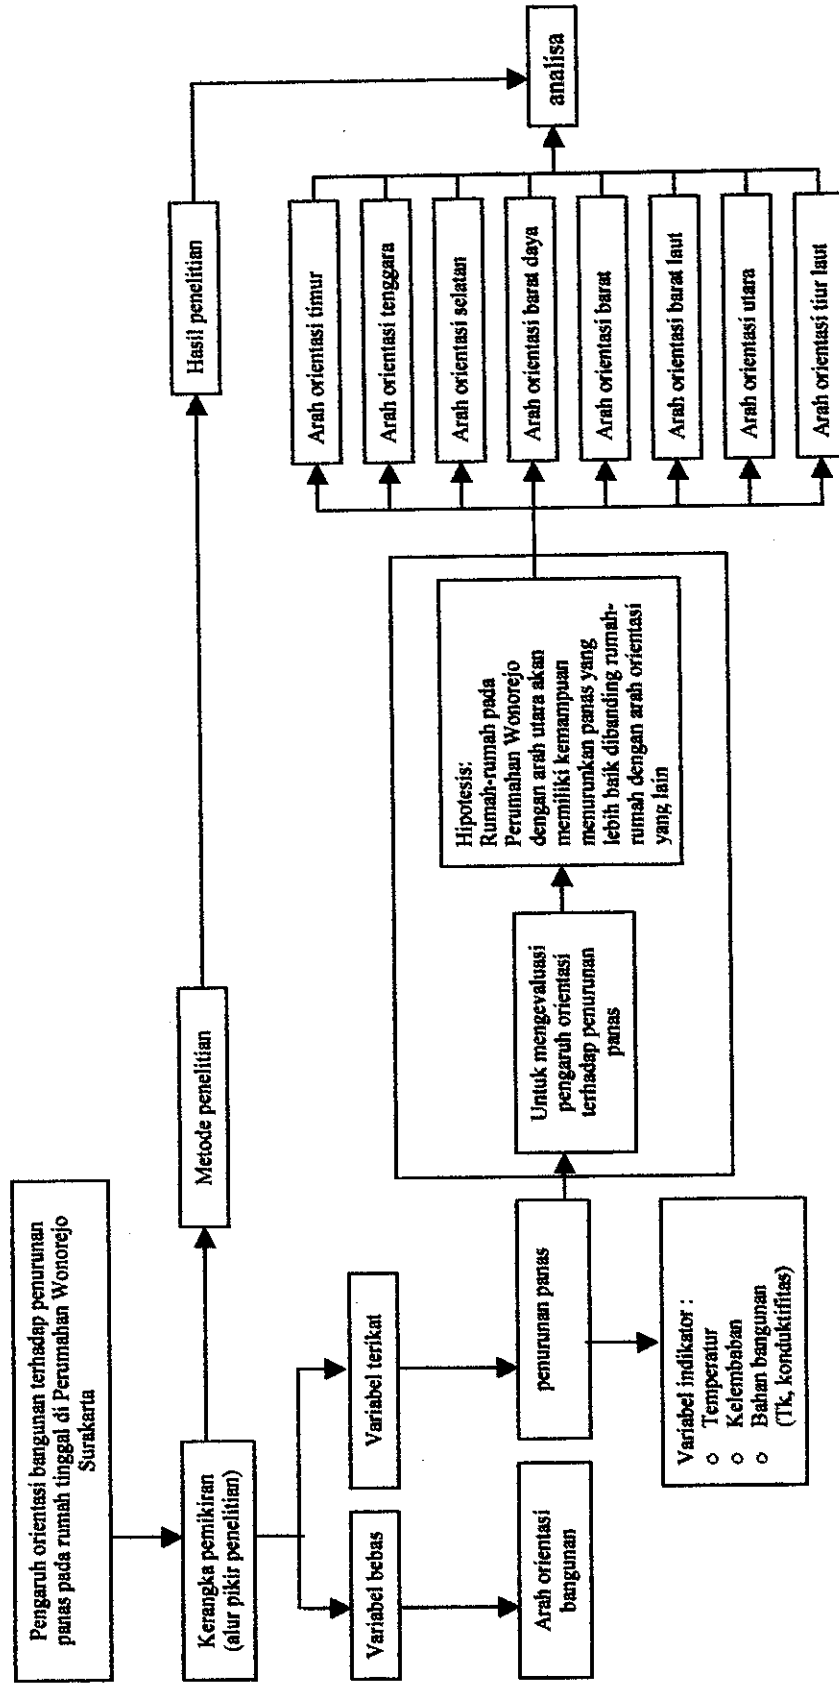 Pengaruh orientasi bangunan terhadap penurunan
panas pada rumah tinggal di Perumahan Wonorejo
Surakarta
Kerangka pemikiran
(alur pikir penelitian)
Metode penelitian
Hasil penelitian
Variabel bebas
Variabel terikat
Arah orientasi
bangunan
penurunan panas
Variabel indikator :
o Temperatur
o Kelembaban
o Bahan bangunan
(Tk, konduktifitas)
Untuk mengevaluasi
pengaruh orientasi
terhadap penurunan
panas
Hipotesis:
Rumah-rumah pada
Perumahan Wonorejo
dengan arah utara akan
memiliki kemampuan
menurunkan panas yang
lebih baik dibanding rumah-
rumah dengan arah orientasi
yang lain
Arah orientasi timur
Arah orientasi tenggara
Arah orientasi selatan
Arah orientasi barat daya
Arah orientasi barat
Arah orientasi barat laut
Arah orientasi utara
Arah orientasi tiur laut
analisa